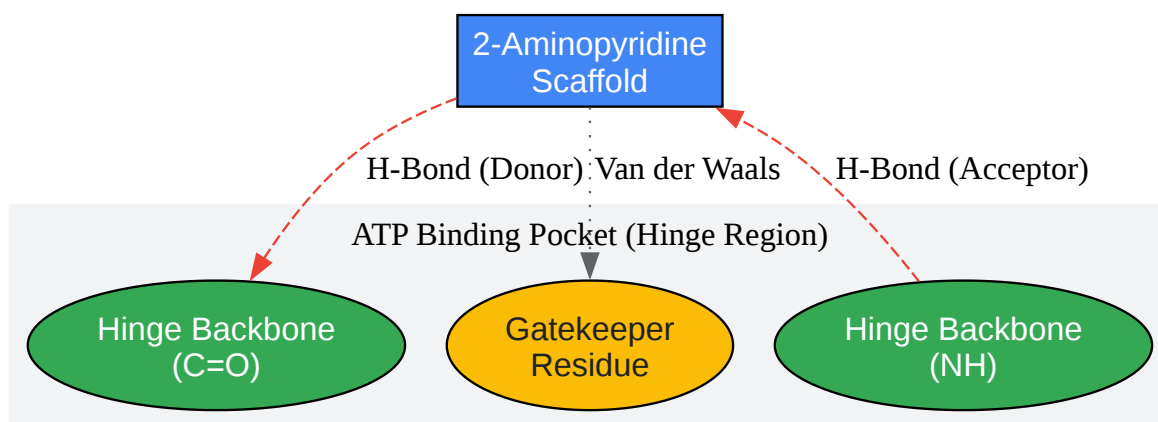 2-Aminopyridine
Scaffold
H-Bond (Donor)
Van der Waals
H-Bond (Acceptor)
ATP Binding Pocket (Hinge Region)
Hinge Backbone
(C=O)
Gatekeeper
Residue
Hinge Backbone
(NH)